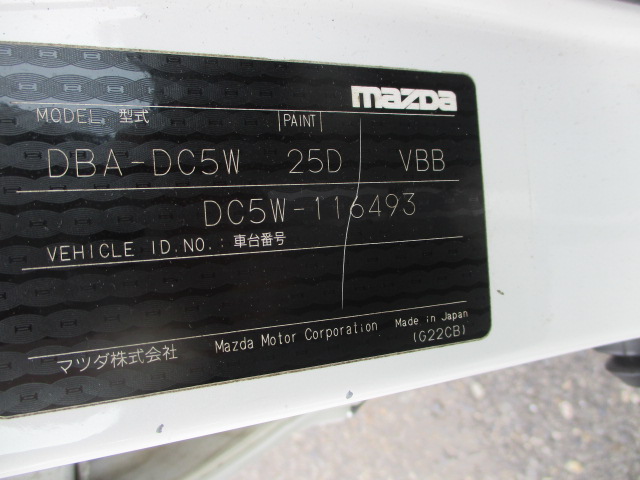 mazda
MODEL 型式 PAINT
DBA-DC5W 25D VBB
DC5W-116493
VEHICLE ID.NO.:車台番号
マツダ株式会社 Mazda Motor Corporation Made in Japan
(G22CB)